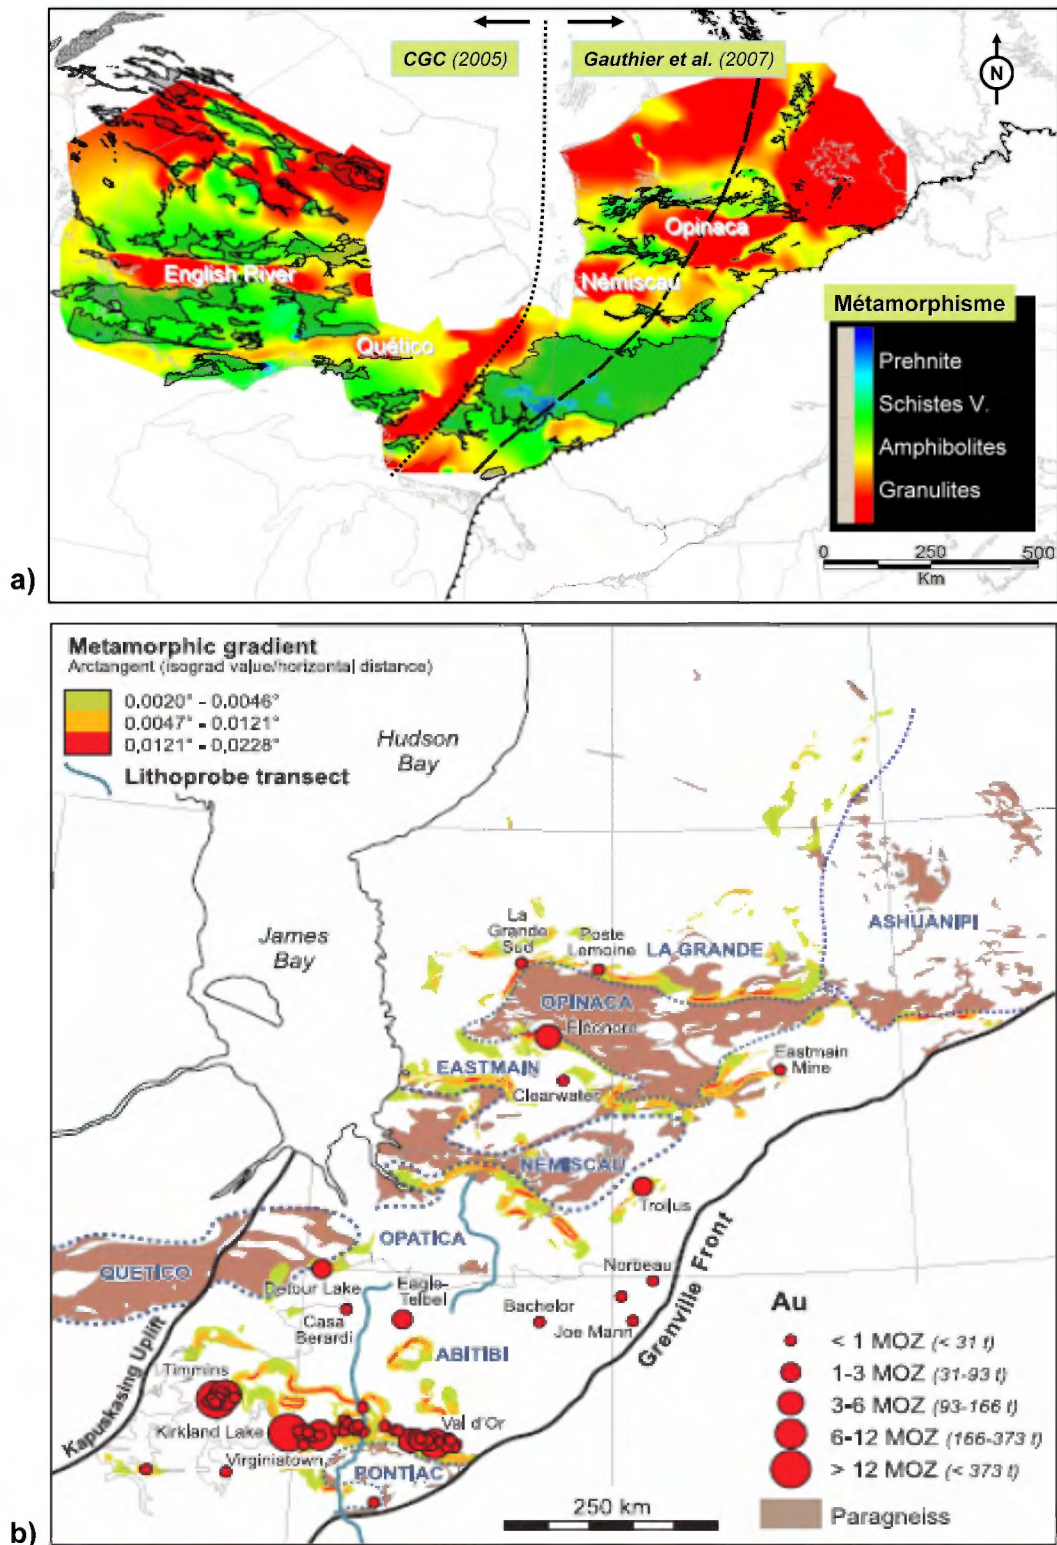 CGC (2005)
Gauthier et al. (2007)
N
Opinaca
English River
Némiscau
Quético
Métamorphisme
Prehnite
Schistes V.
Amphibolites
Granulites
0 250 500
Km
a)
Metamorphic gradient
Arctangent (isograd value/horizontal distance)
0.0020° - 0.0046°
0.0047° - 0.0121°
0,0121° - 0.0228°
Lithoprobe transect
Hudson
Bay
James
Bay
La
Grande
Sud
Poste
Lemoine
LA GRANDE
ASHUANIPI
OPINACA
Eléonore
EASTMAIN
Clearwater
Eastmain
Mine
NEMISCAU
Troilus
OPATICA
QUETICO
Detour Lake
Casa
Berardi
Eagle-
Telbel
Norbeau
Bachelor
Joe Mann
Grenville Front
ABITIBI
Kapuskasing Uplift
Timmins
Kirkland Lake
Virginiatown
Val d'Or
PONTIAC
250 km
Au
< 1 MOZ (< 31 t)
1-3 MOZ (31-93 t)
3-6 MOZ (93-166 t)
6-12 MOZ (166-373 t)
> 12 MOZ (< 373 t)
Paragneiss
b)